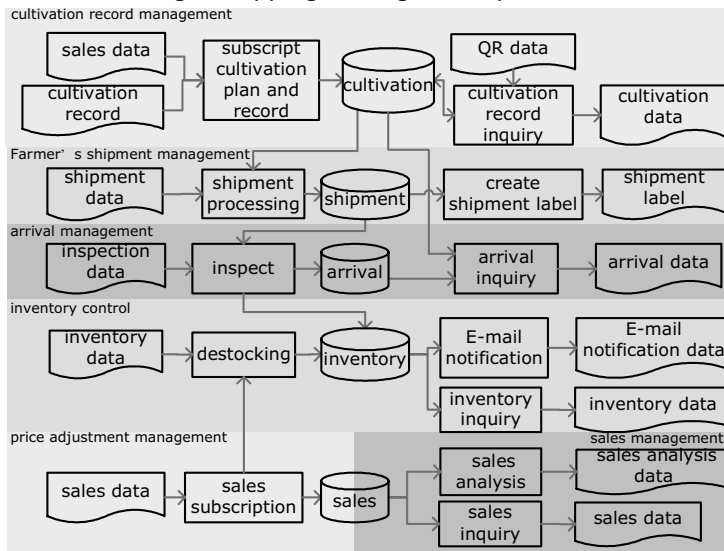 cultivation record management
sales data
cultivation
record
subscript
cultivation
plan and
record
cultivation
QR data
cultivation
record
inquiry
cultivation
data
Farmer’ s shipment management
shipment
data
shipment
processing
shipment
create
shipment label
shipment
label
arrival management
inspection
data
inspect
arrival
arrival
inquiry
arrival data
inventory control
inventory
data
destocking
inventory
E-mail
notification
E-mail
notification data
inventory
inquiry
inventory data
price adjustment management
sales management
sales data
sales
subscription
sales
sales
analysis
sales analysis
data
sales
inquiry
sales data